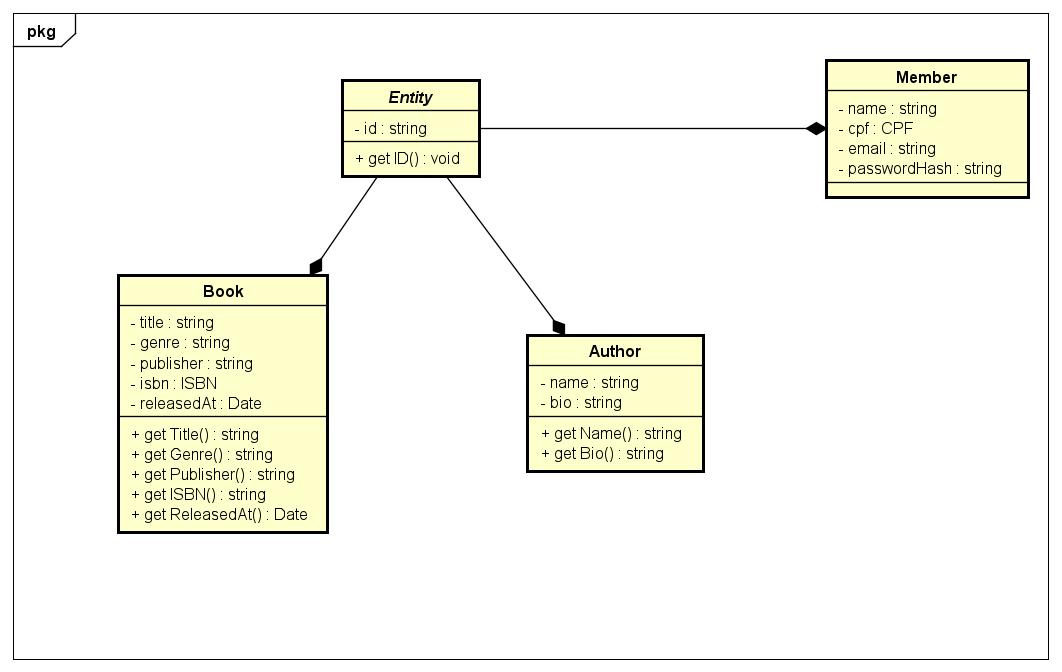 pkg
Entity
- id : string
+ get ID() : void
Member
- name : string
- cpf : CPF
- email : string
- passwordHash : string
Book
- title : string
- genre : string
- publisher : string
- isbn : ISBN
- releasedAt : Date
+ get Title() : string
+ get Genre() : string
+ get Publisher() : string
+ get ISBN() : string
+ get ReleasedAt() : Date
Author
- name : string
- bio : string
+ get Name() : string
+ get Bio() : string